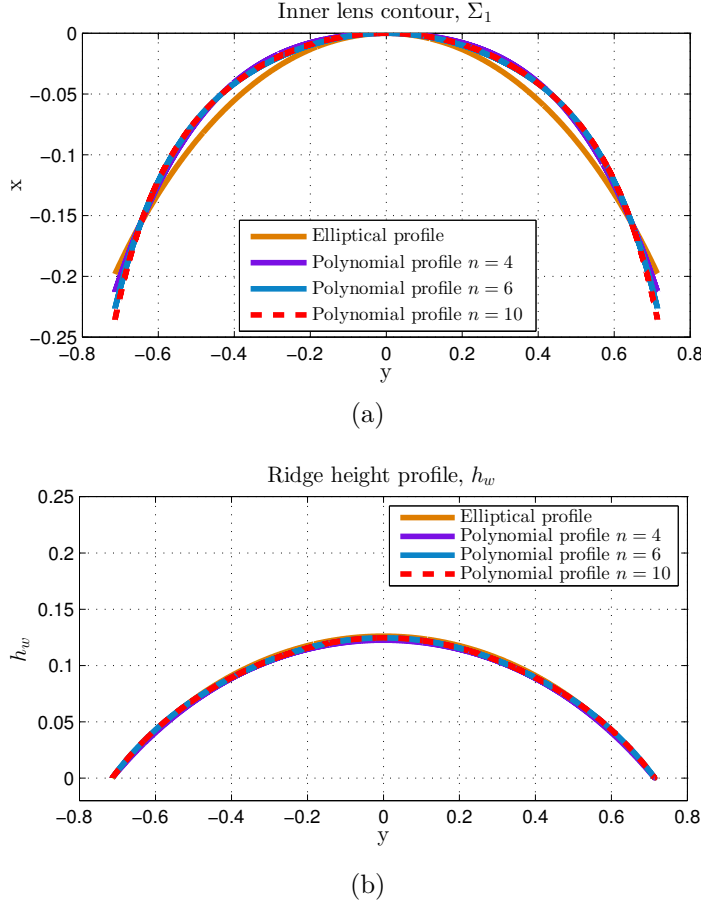 Inner lens contour, Σ₁
0
−0.05
−0.1
−0.15
−0.2
−0.25
x
Elliptical profile
Polynomial profile n = 4
Polynomial profile n = 6
Polynomial profile n = 10
−0.8 −0.6 −0.4 −0.2 0 0.2 0.4 0.6 0.8
y
(a)
Ridge height profile, h_w
0.25
0.2
0.15
0.1
0.05
0
h_w
Elliptical profile
Polynomial profile n = 4
Polynomial profile n = 6
Polynomial profile n = 10
−0.8 −0.6 −0.4 −0.2 0 0.2 0.4 0.6 0.8
y
(b)